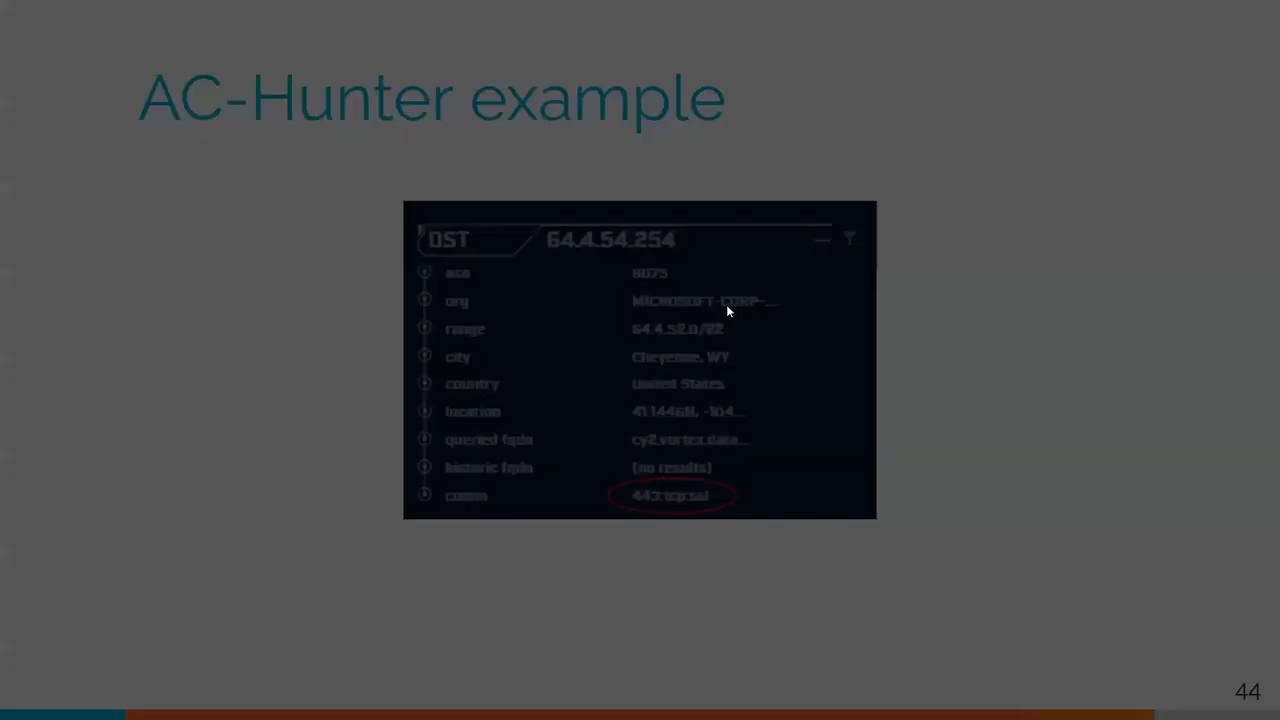 AC-Hunter example
DST 64.4.54.254
asn 8075
org MICROSOFT-CORP-...
range 64.4.52.0/22
city Cheyenne, WY
country United States
location 41.1446N, -104...
queried fqdn cy2.vortex.data...
historic fqdn (no results)
comm 443:tcp:ssl
44